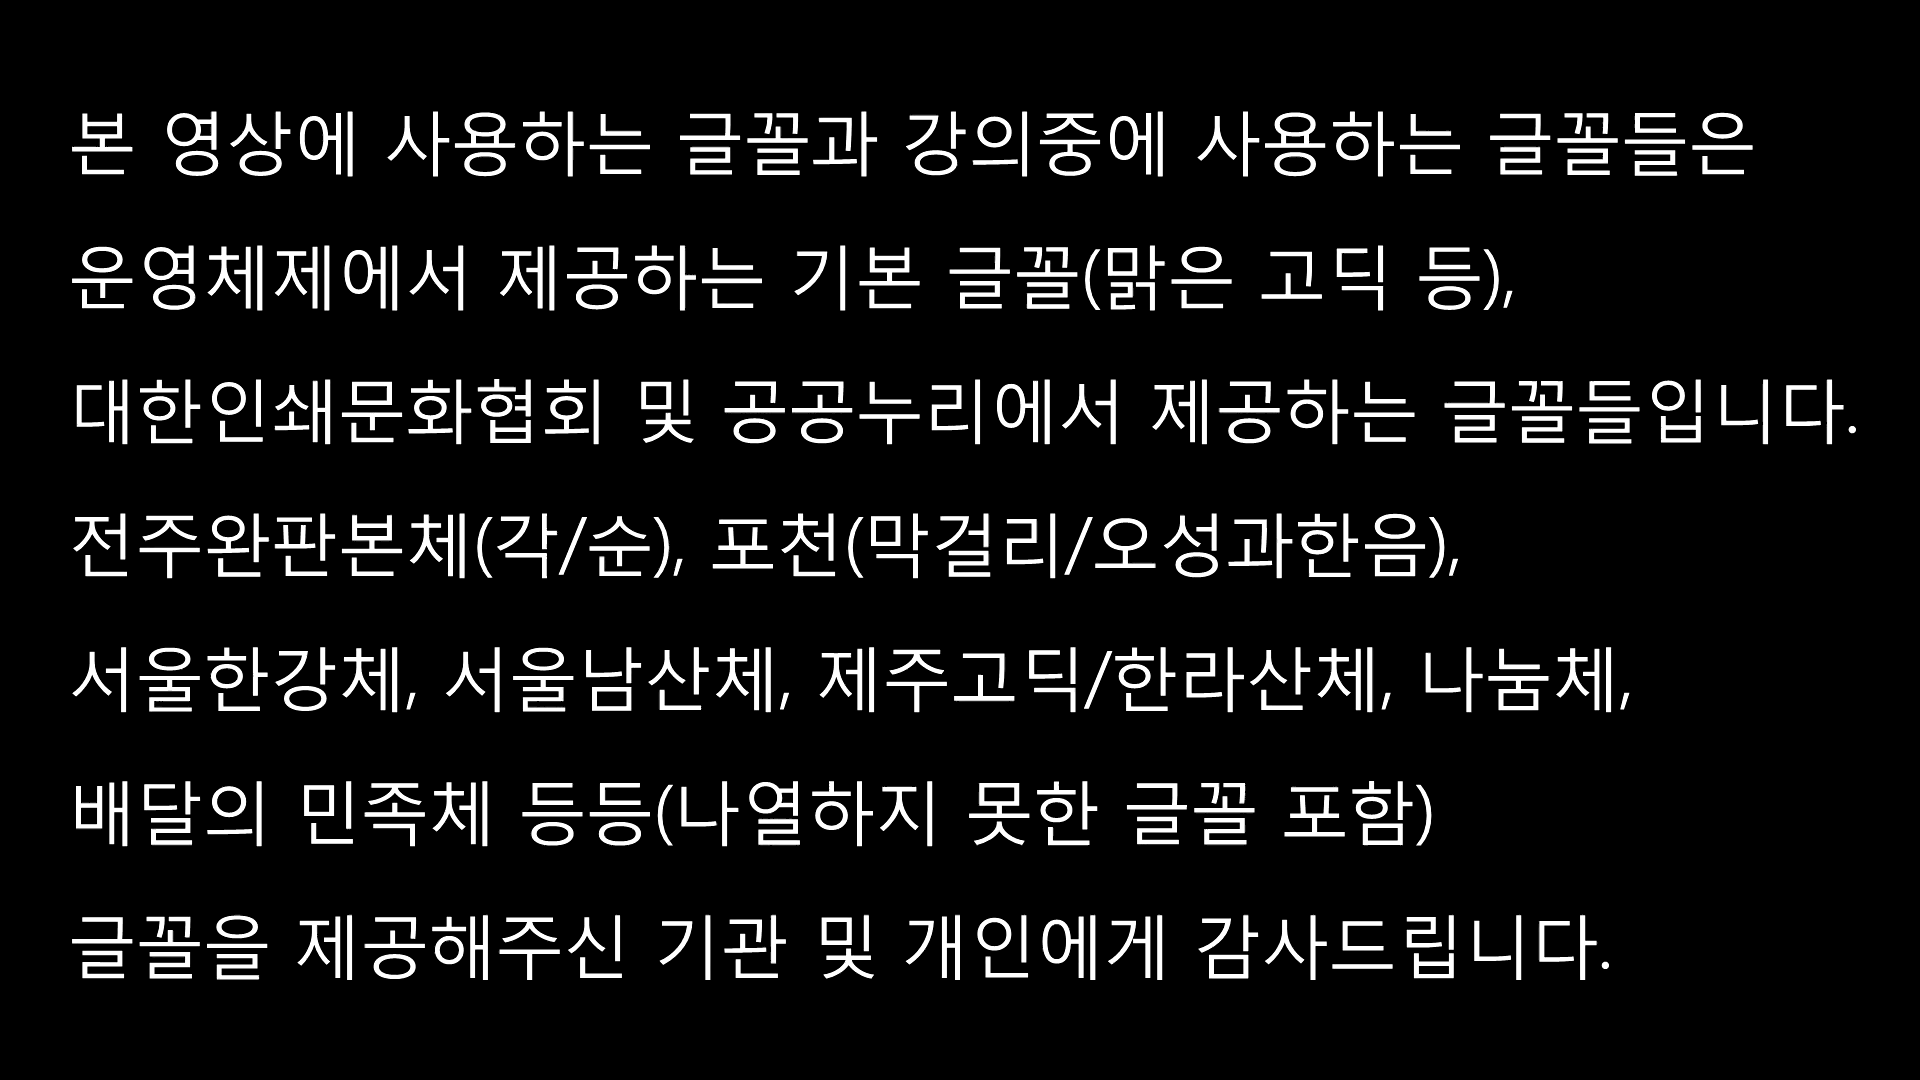 본 영상에 사용하는 글꼴과 강의중에 사용하는 글꼴들은
운영체제에서 제공하는 기본 글꼴(맑은 고딕 등),
대한인쇄문화협회 및 공공누리에서 제공하는 글꼴들입니다.
전주완판본체(각/순), 포천(막걸리/오성과한음),
서울한강체, 서울남산체, 제주고딕/한라산체, 나눔체,
배달의 민족체 등등(나열하지 못한 글꼴 포함)
글꼴을 제공해주신 기관 및 개인에게 감사드립니다.